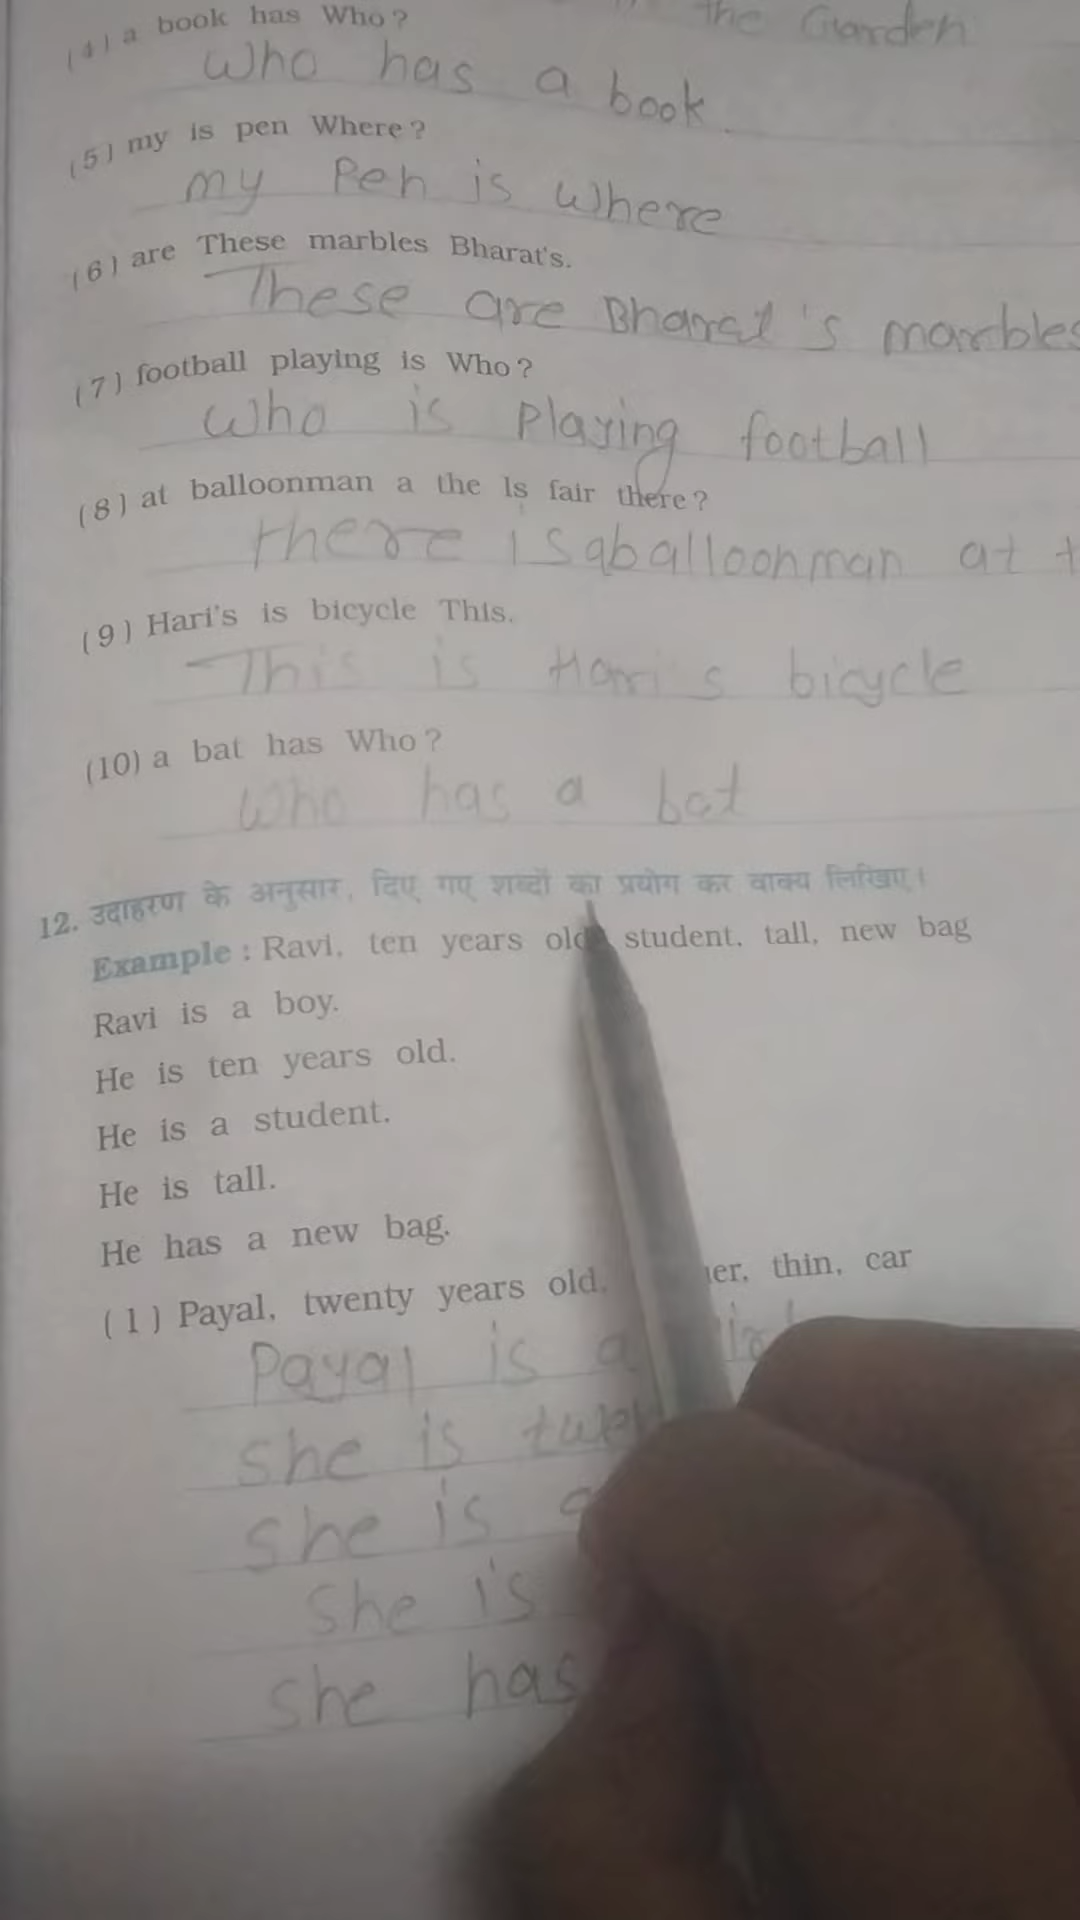 the Garden
(4) a book has Who?
Who has a book
(5) my is pen Where?
my Pen is where
(6) are These marbles Bharat's.
These are Bharat's marbles
(7) football playing is Who?
Who is Playing football
(8) at balloonman a the Is fair there?
there is a balloonman at
(9) Hari's is bicycle This.
This is Hari s bicycle
(10) a bat has Who?
Who has a bat
12. उदाहरण के अनुसार, दिए गए शब्दों का प्रयोग कर वाक्य लिखिए।
Example : Ravi, ten years old, student, tall, new bag
Ravi is a boy.
He is ten years old.
He is a student.
He is tall.
He has a new bag.
(1) Payal, twenty years old, thin, car
Payal is a
she is
she is
she is
she has